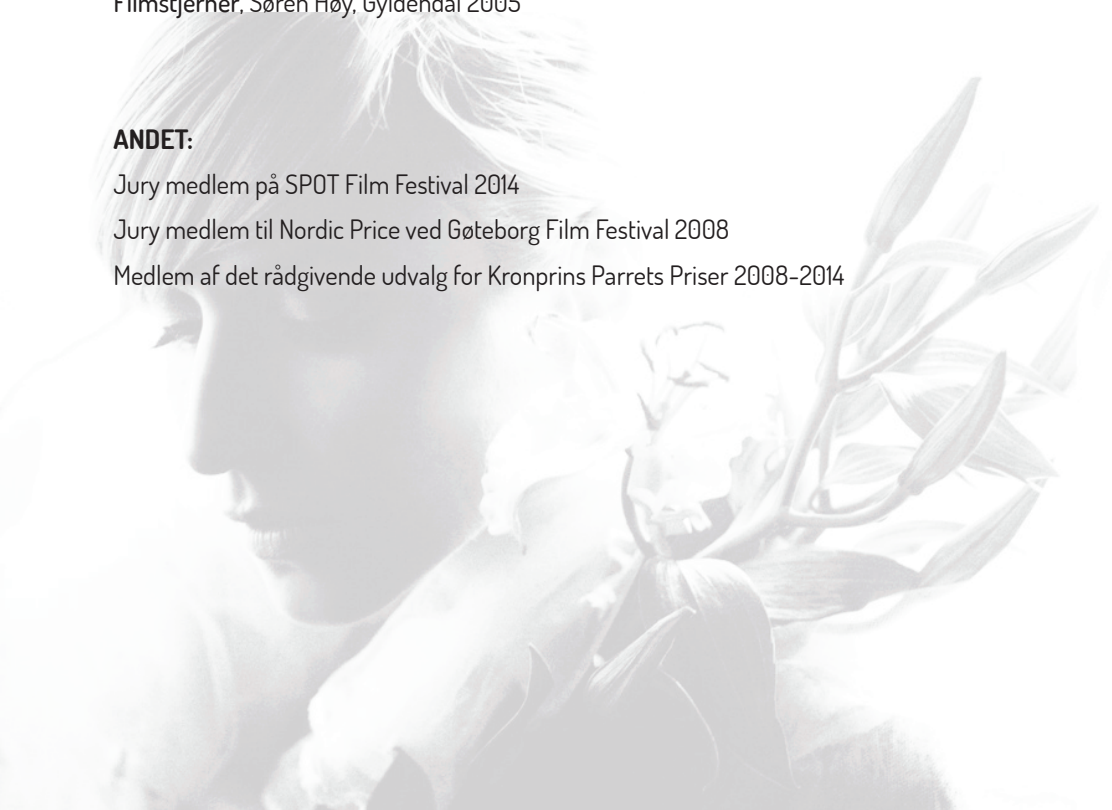 Filmstjerner, Søren Høy, Gyldendal 2005
ANDET:
Jury medlem på SPOT Film Festival 2014
Jury medlem til Nordic Price ved Gøteborg Film Festival 2008
Medlem af det rådgivende udvalg for Kronprins Parrets Priser 2008-2014